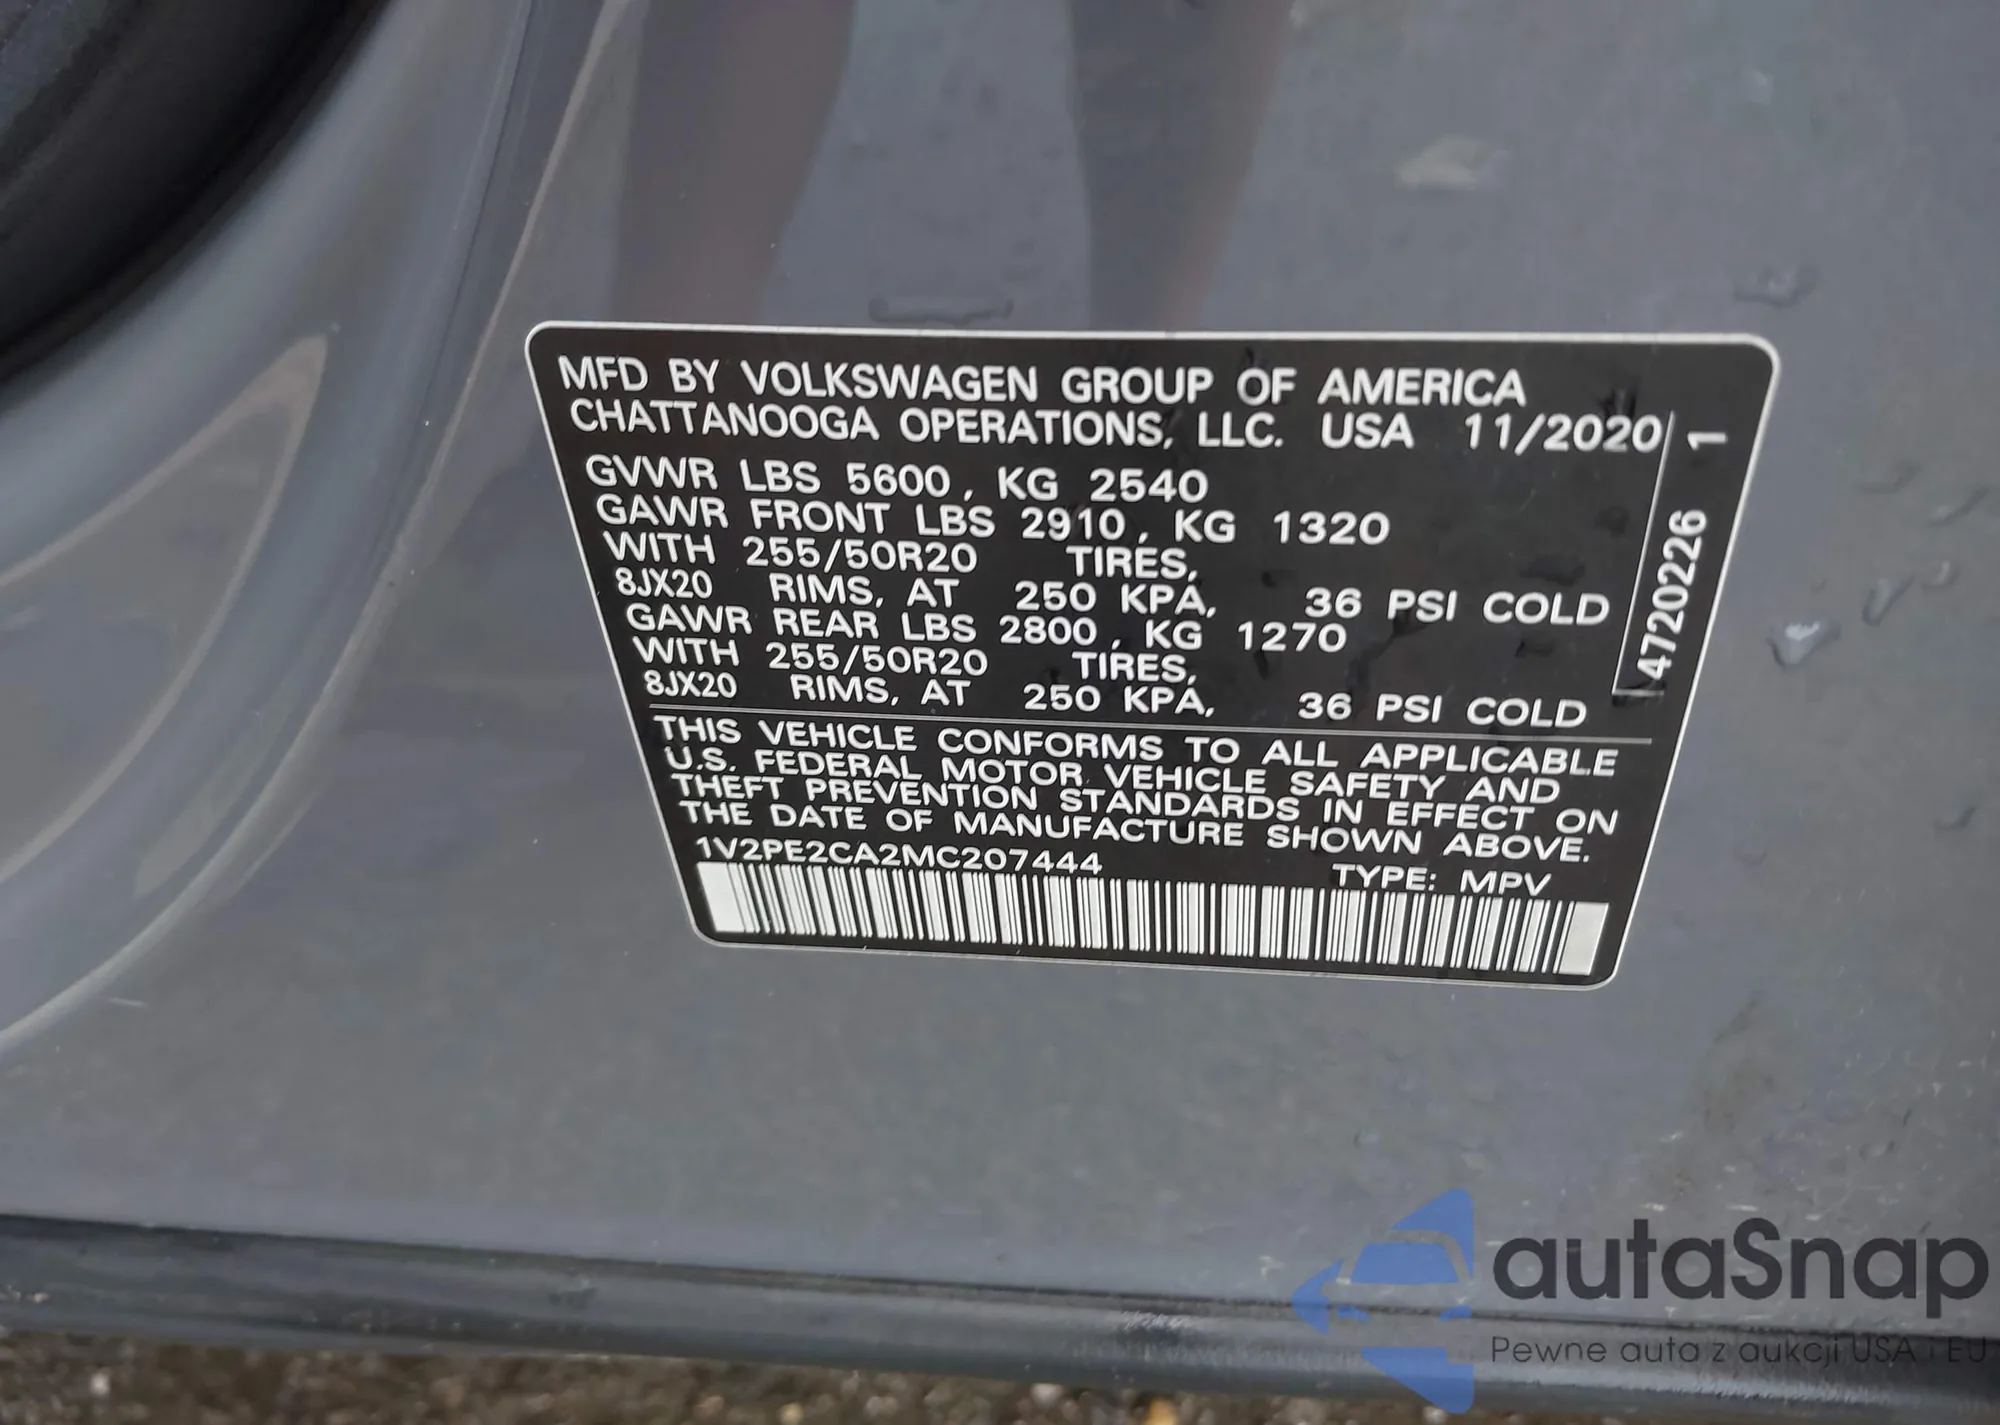 MFD BY VOLKSWAGEN GROUP OF AMERICA
CHATTANOOGA OPERATIONS, LLC. USA 11/2020
GVWR LBS 5600, KG 2540
GAWR FRONT LBS 2910, KG 1320
WITH 255/50R20 TIRES,
8JX20 RIMS, AT 250 KPA, 36 PSI COLD
GAWR REAR LBS 2800, KG 1270
WITH 255/50R20 TIRES,
8JX20 RIMS, AT 250 KPA, 36 PSI COLD
THIS VEHICLE CONFORMS TO ALL APPLICABLE
U.S. FEDERAL MOTOR VEHICLE SAFETY AND
THEFT PREVENTION STANDARDS IN EFFECT ON
THE DATE OF MANUFACTURE SHOWN ABOVE.
1V2PE2CA2MC207444 TYPE: MPV
4720226 1
autaSnap
Pewne auta z aukcji USA i EU